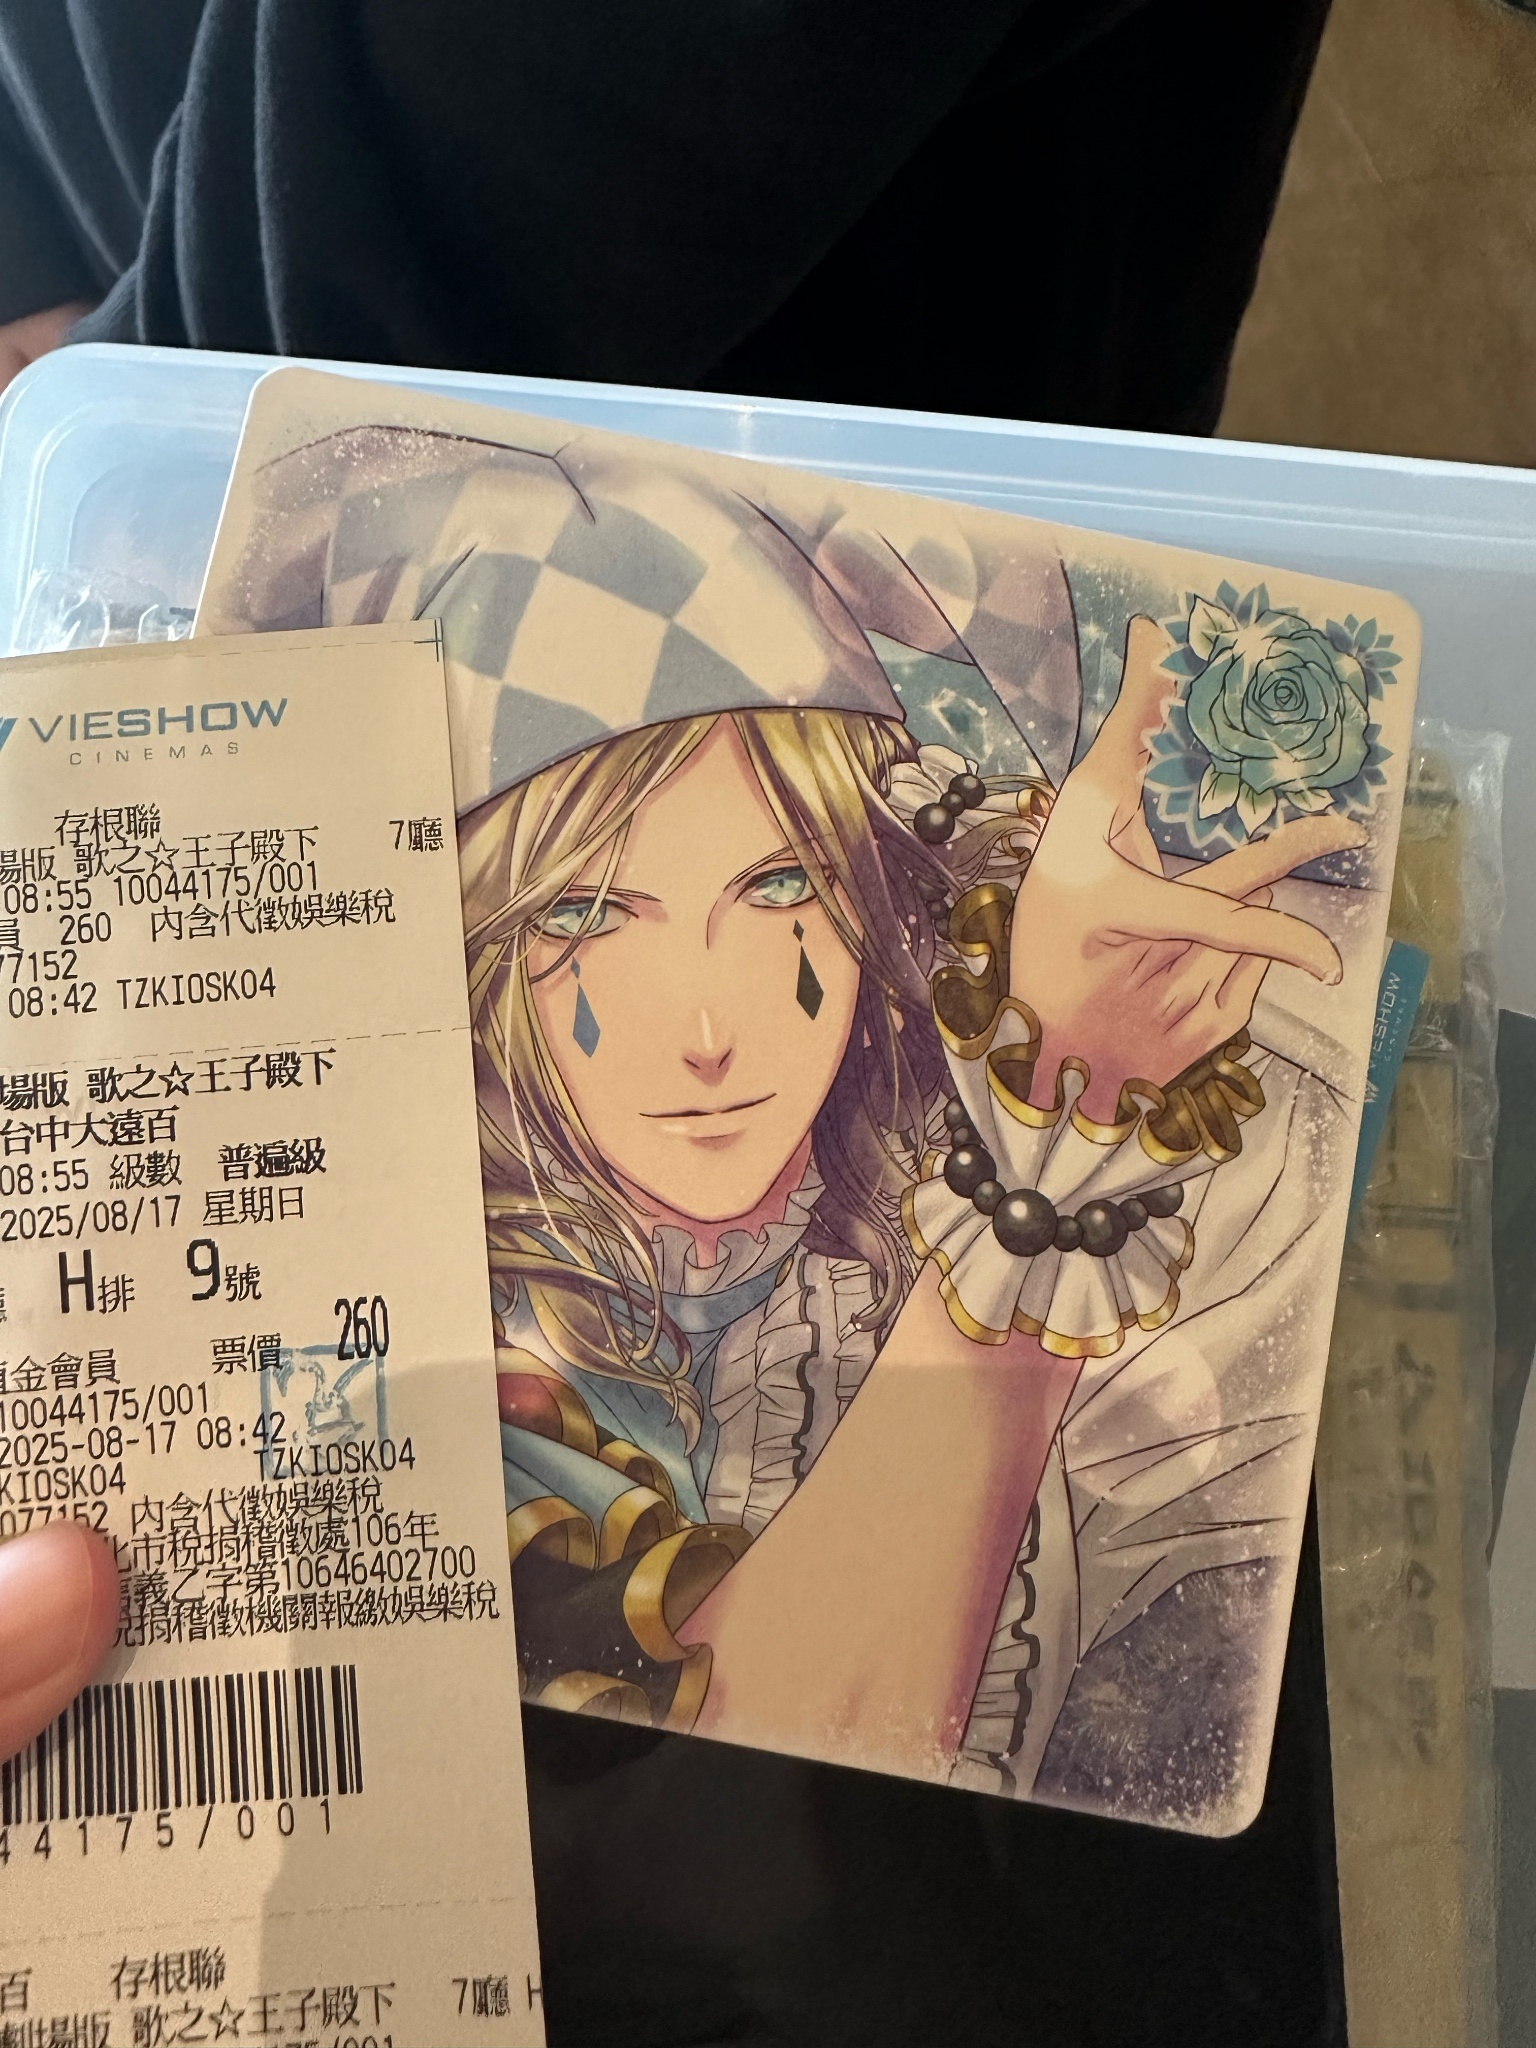 VIESHOW
CINEMAS
存根聯
場版 歌之☆王子殿下 7廳
08:55 10044175/001
員 260 內含代徵娛樂稅
77152
08:42 TZKIOSK04
場版 歌之☆王子殿下
台中大遠百
08:55 級數 普遍級
2025/08/17 星期日
H排 9號
票價 260
值金會員
10044175/001
2025-08-17 08:42
KIOSK04 TZKIOSK04
077152 內含代徵娛樂稅
北市稅捐稽徵處106年
義乙字第10646402700
稅捐稽徵機關報繳娛樂稅
44175/001
百 存根聯
劇場版 歌之☆王子殿下 7廳 H
VIESHOW
CINEMAS